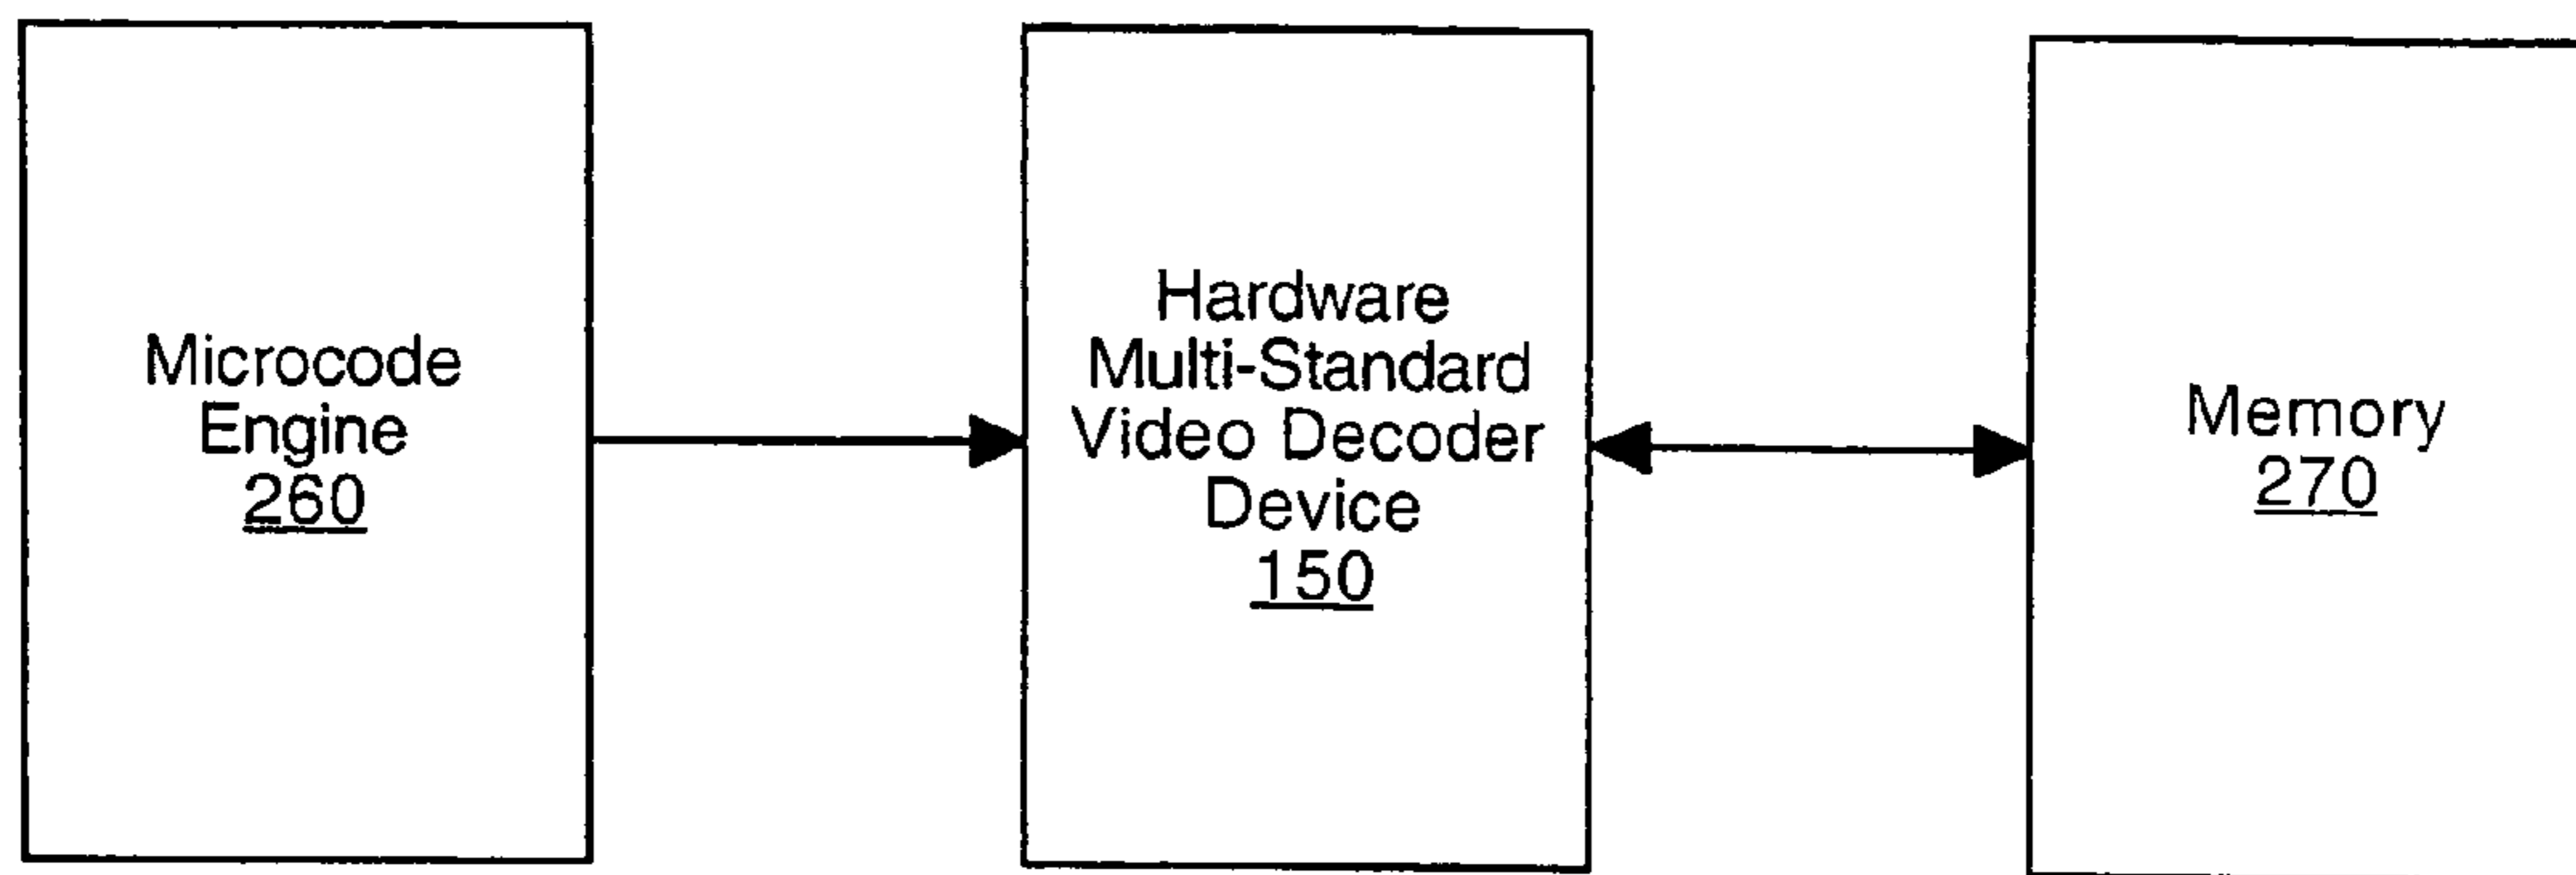 Microcode
Engine
260
Hardware
Multi-Standard
Video Decoder
Device
150
Memory
270